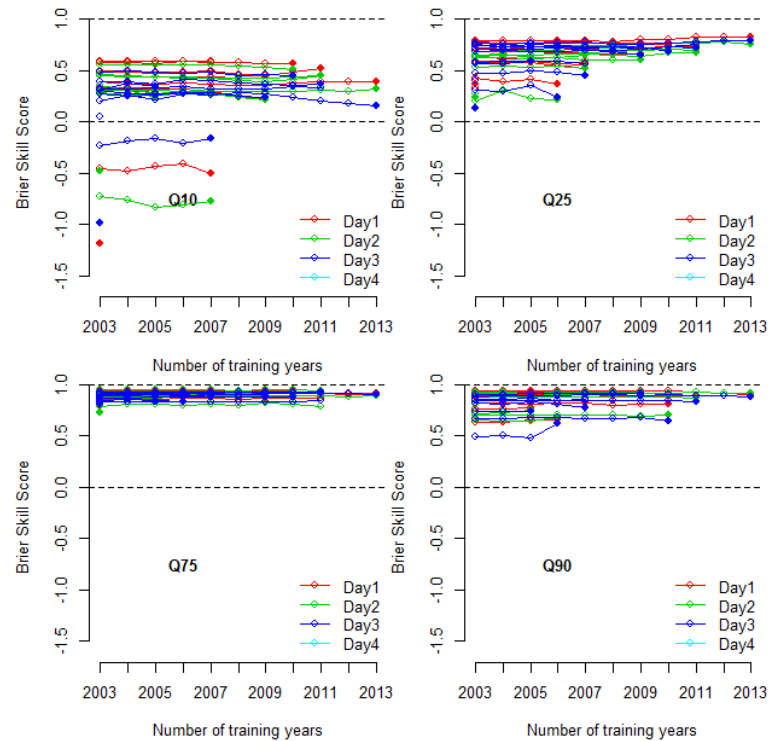 1.0
0.5
0.0
-0.5
-1.0
-1.5
Brier Skill Score
Q10
Day1
Day2
Day3
Day4
2003 2005 2007 2009 2011 2013
Number of training years
1.0
0.5
0.0
-0.5
-1.0
-1.5
Brier Skill Score
Q25
Day1
Day2
Day3
Day4
2003 2005 2007 2009 2011 2013
Number of training years
1.0
0.5
0.0
-0.5
-1.0
-1.5
Brier Skill Score
Q75
Day1
Day2
Day3
Day4
2003 2005 2007 2009 2011 2013
Number of training years
1.0
0.5
0.0
-0.5
-1.0
-1.5
Brier Skill Score
Q90
Day1
Day2
Day3
Day4
2003 2005 2007 2009 2011 2013
Number of training years